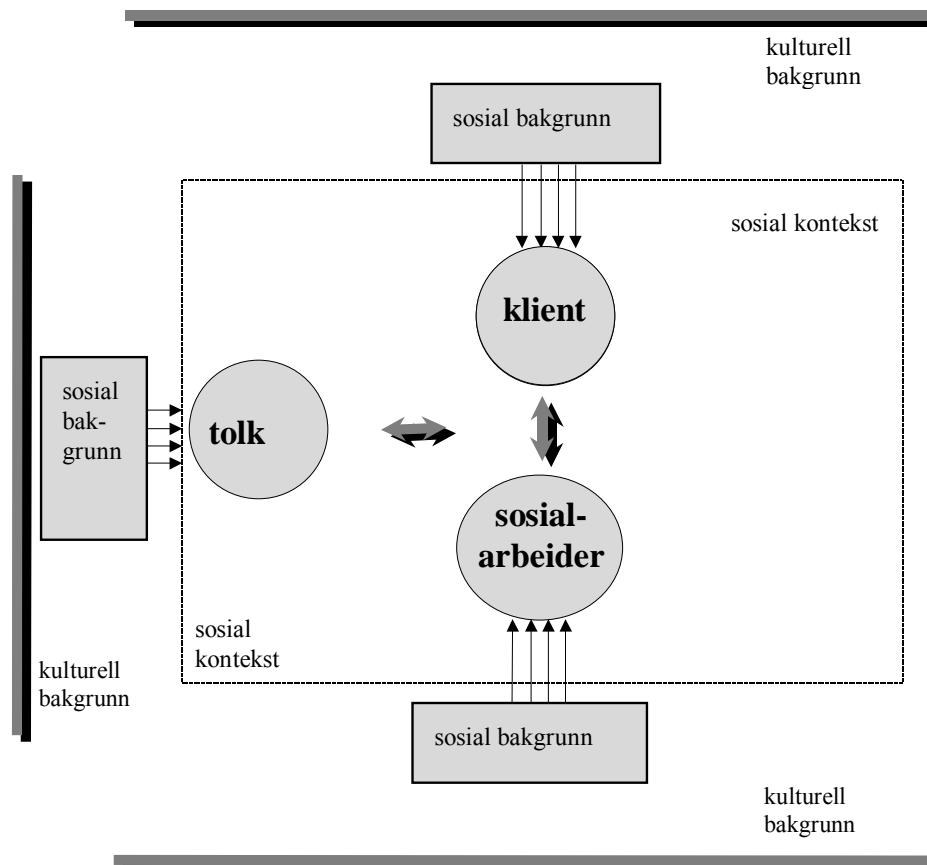 kulturell
bakgrunn
sosial bakgrunn
sosial kontekst
klient
sosial
bak-
grunn
tolk
sosial-
arbeider
sosial
kontekst
kulturell
bakgrunn
sosial bakgrunn
kulturell
bakgrunn